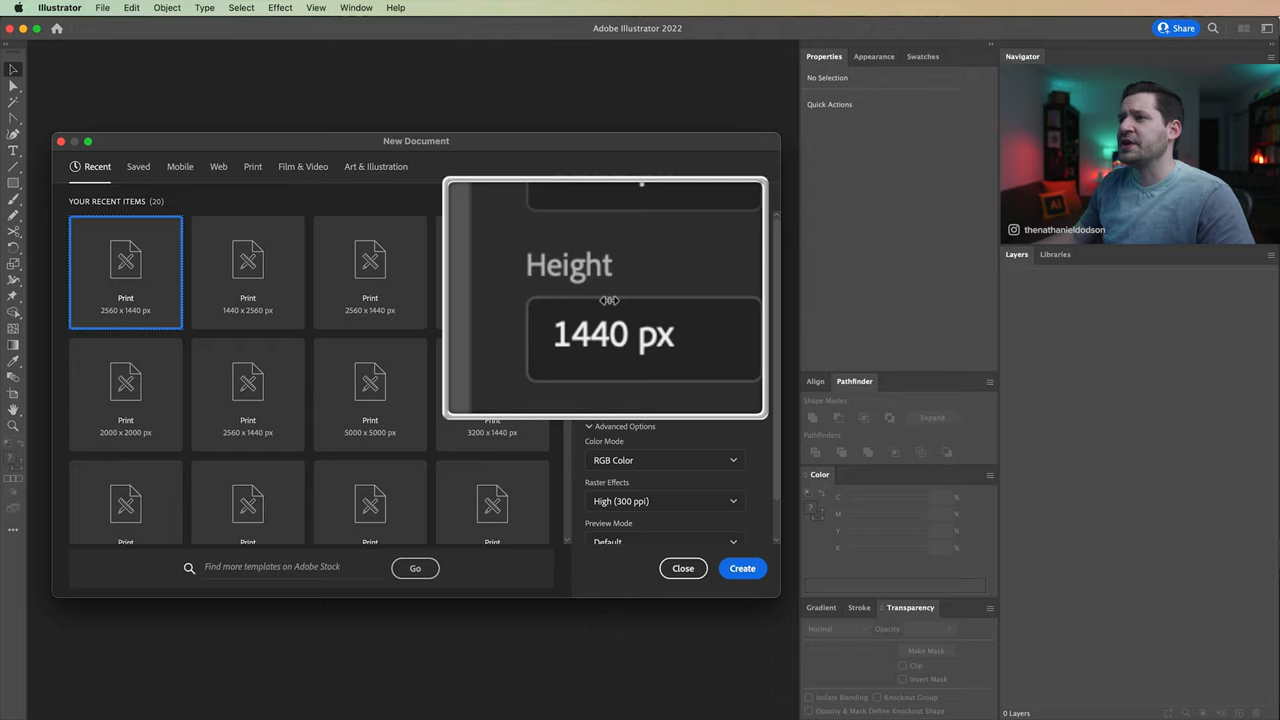 Illustrator File Edit Object Type Select Effect View Window Help
Adobe Illustrator 2022
Share
Properties Appearance Swatches
No Selection
Quick Actions
Navigator
thenathanieldodson
Layers Libraries
New Document
Recent Saved Mobile Web Print Film & Video Art & Illustration
YOUR RECENT ITEMS (20)
Print
2560 x 1440 px
Print
1440 x 2560 px
Print
2560 x 1440 px
Height
1440 px
Print
2000 x 2000 px
Print
2560 x 1440 px
Print
5000 x 5000 px
Print
3200 x 1440 px
Print
Print
Print
Print
Advanced Options
Color Mode
RGB Color
Raster Effects
High (300 ppi)
Preview Mode
Default
Find more templates on Adobe Stock
Go
Close
Create
Align Pathfinder
Shape Modes:
Expand
Pathfinders:
Color
C %
M %
Y %
X %
Gradient Stroke Transparency
Normal Opacity:
Make Mask
Clip
Invert Mask
Isolate Blending Knockout Group
Opacity & Mask Define Knockout Shape
0 Layers